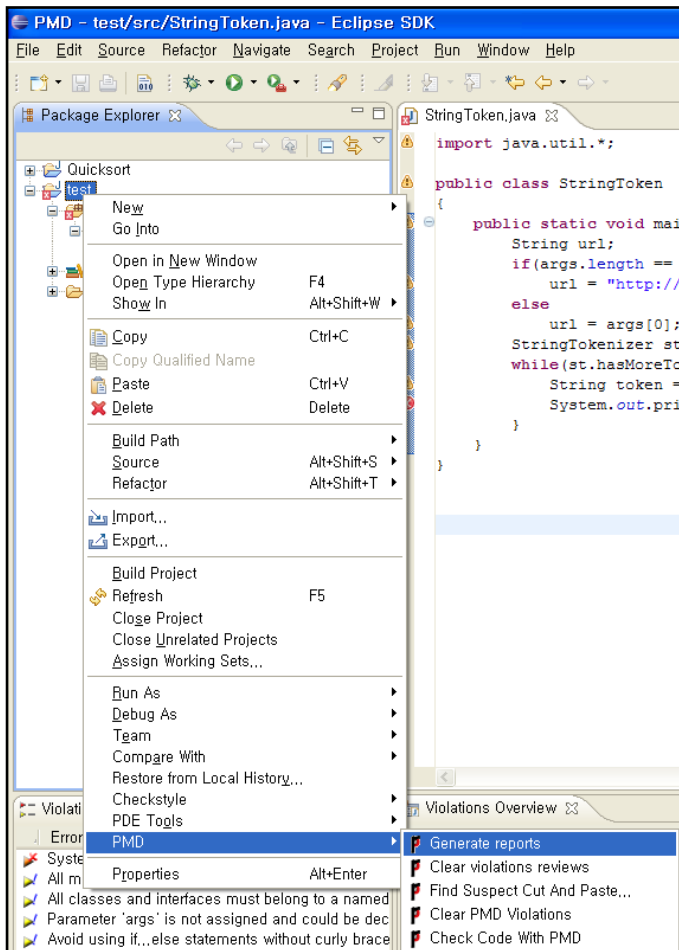 PMD - test/src/StringToken.java - Eclipse SDK
File Edit Source Refactor Navigate Search Project Run Window Help
Package Explorer
StringToken.java
Quicksort
test
import java.util.*;
public class StringToken
{
public static void mai
String url;
if(args.length ==
url = "http://
else
url = args[0];
StringTokenizer st
while(st.hasMoreTo
String token =
System.out.pri
}
}
}
New
Go Into
Open in New Window
Open Type Hierarchy F4
Show In Alt+Shift+W
Copy Ctrl+C
Copy Qualified Name
Paste Ctrl+V
Delete Delete
Build Path
Source Alt+Shift+S
Refactor Alt+Shift+T
Import...
Export...
Build Project
Refresh F5
Close Project
Close Unrelated Projects
Assign Working Sets...
Run As
Debug As
Team
Compare With
Restore from Local History...
Checkstyle
PDE Tools
PMD
Properties Alt+Enter
Generate reports
Clear violations reviews
Find Suspect Cut And Paste...
Clear PMD Violations
Check Code With PMD
Violati
Violations Overview
Error
Syste
All m
All classes and interfaces must belong to a named
Parameter 'args' is not assigned and could be dec
Avoid using if...else statements without curly brace